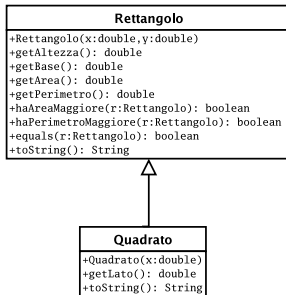 Rettangolo
+Rettangolo(x:double,y:double)
+getAltezza(): double
+getBase(): double
+getArea(): double
+getPerimetro(): double
+haAreaMaggiore(r:Rettangolo): boolean
+haPerimetroMaggiore(r:Rettangolo): boolean
+equals(r:Rettangolo): boolean
+toString(): String
Quadrato
+Quadrato(x:double)
+getLato(): double
+toString(): String